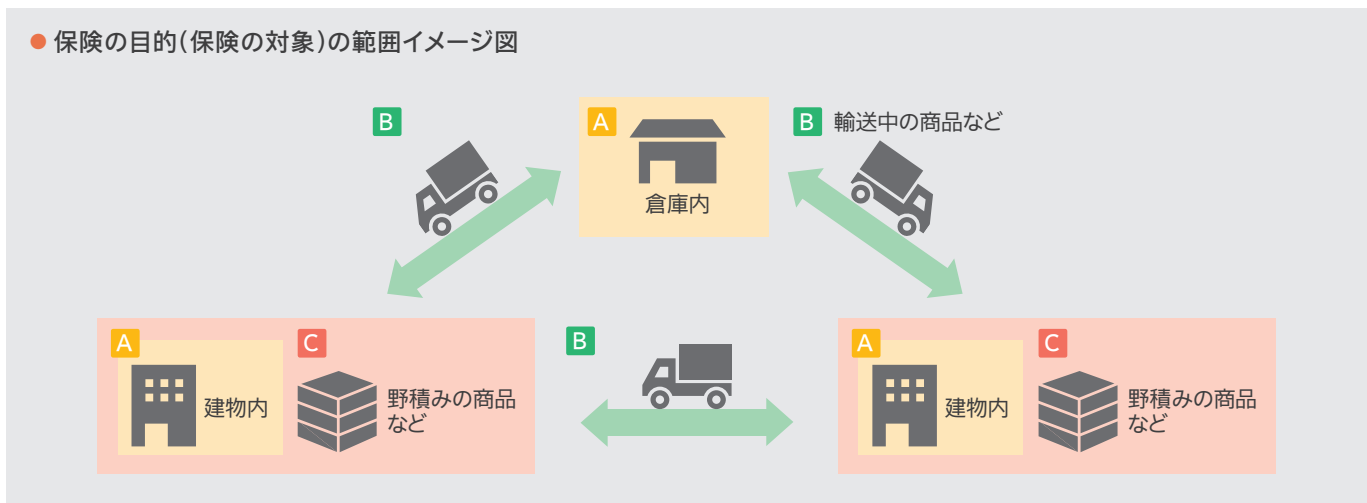 ● 保険の目的(保険の対象)の範囲イメージ図
B
A
倉庫内
B 輸送中の商品など
A
建物内
C
野積みの商品
など
B
A
建物内
C
野積みの商品
など